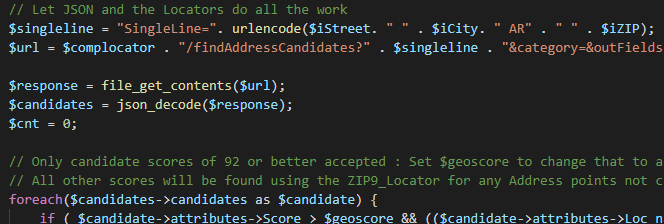 // Let JSON and the Locators do all the work
$singleline = "SingleLine=". urlencode($iStreet. " " . $iCity. " AR" . " " . $iZIP);
$url = $complocator . "/findAddressCandidates?" . $singleline . "&category=&outFields
$response = file_get_contents($url);
$candidates = json_decode($response);
$cnt = 0;
// Only candidate scores of 92 or better accepted : Set $geoscore to change that to a
// All other scores will be found using the ZIP9_Locator for any Address points not c
foreach($candidates->candidates as $candidate) {
if ( $candidate->attributes->Score > $geoscore && (($candidate->attributes->Loc_n